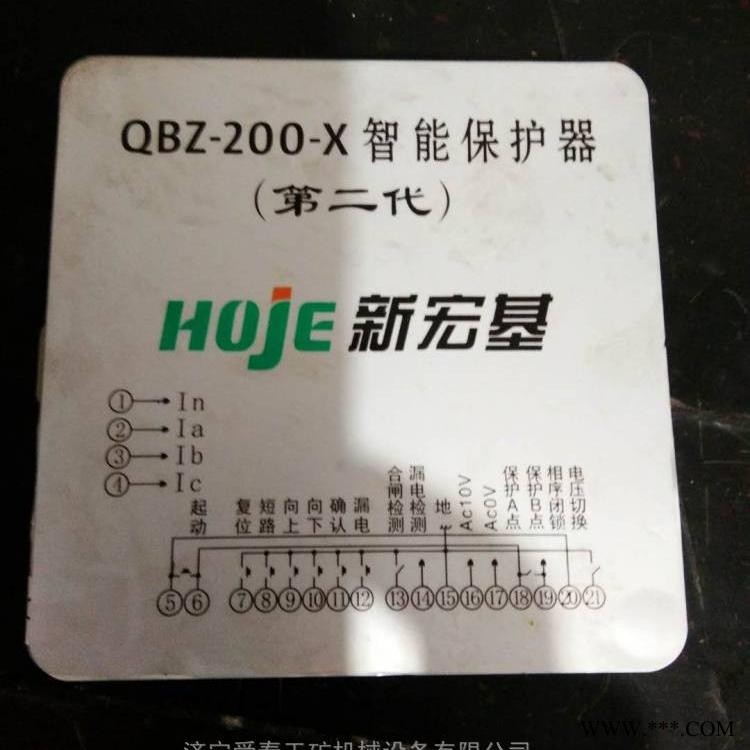 QBZ-200-X 智能保护器
(第二代)
HOJE 新宏基
①→In
②→Ia
③→Ib
④→Ic
起动 复位 短路 向上 向下 确认 漏电 合闸检测 漏电检测 地 Ac10V Ac0V 保护A点 保护B点 相序闭锁 电压切换
⑤ ⑥ ⑦ ⑧ ⑨ ⑩ ⑪ ⑫ ⑬ ⑭ ⑮ ⑯ ⑰ ⑱ ⑲ ⑳ ㉑
WWW.***.COM